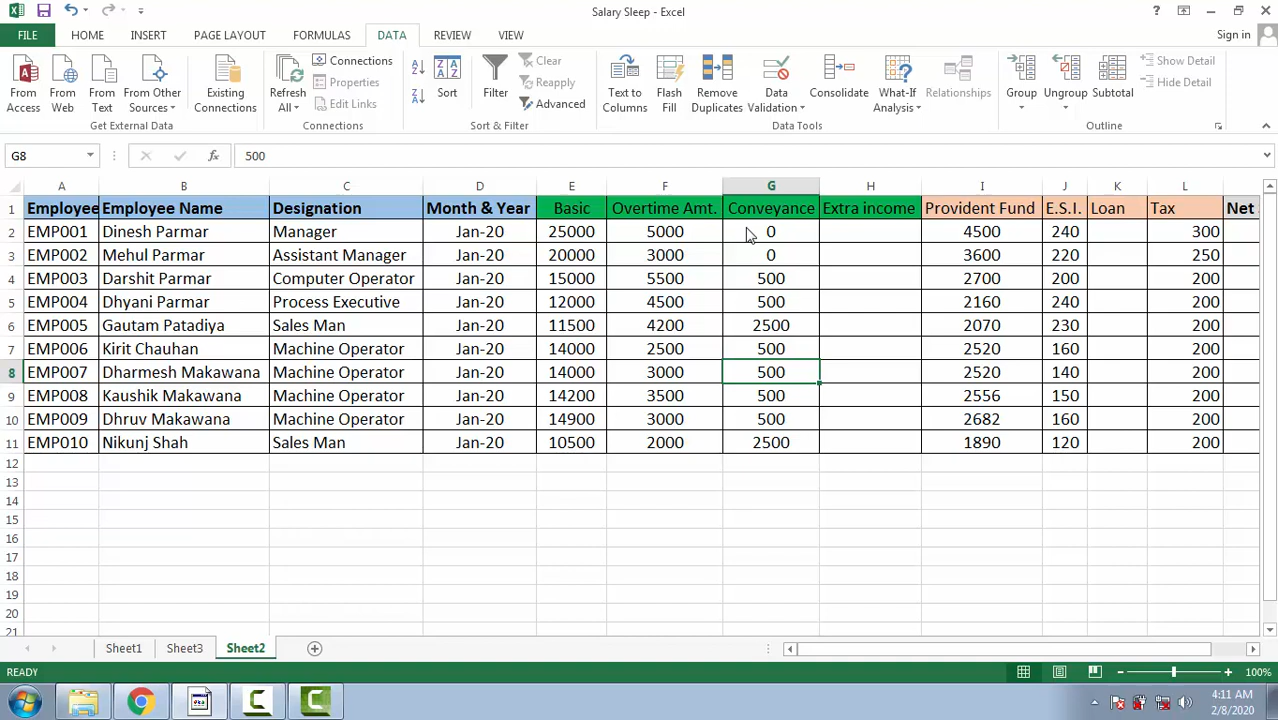 Salary Sleep - Excel
FILE HOME INSERT PAGE LAYOUT FORMULAS DATA REVIEW VIEW Sign in
From Access From Web From Text From Other Sources Existing Connections Refresh All Connections Properties Edit Links Sort Filter Clear Reapply Advanced Text to Columns Flash Fill Remove Duplicates Data Validation Consolidate What-If Analysis Relationships Group Ungroup Subtotal Show Detail Hide Detail
Get External Data Connections Sort & Filter Data Tools Outline
G8 fx 500
A B C D E F G H I J K L
1 Employee Employee Name Designation Month & Year Basic Overtime Amt. Conveyance Extra income Provident Fund E.S.I. Loan Tax Net
2 EMP001 Dinesh Parmar Manager Jan-20 25000 5000 0 4500 240 300
3 EMP002 Mehul Parmar Assistant Manager Jan-20 20000 3000 0 3600 220 250
4 EMP003 Darshit Parmar Computer Operator Jan-20 15000 5500 500 2700 200 200
5 EMP004 Dhyani Parmar Process Executive Jan-20 12000 4500 500 2160 240 200
6 EMP005 Gautam Patadiya Sales Man Jan-20 11500 4200 2500 2070 230 200
7 EMP006 Kirit Chauhan Machine Operator Jan-20 14000 2500 500 2520 160 200
8 EMP007 Dharmesh Makawana Machine Operator Jan-20 14000 3000 500 2520 140 200
9 EMP008 Kaushik Makawana Machine Operator Jan-20 14200 3500 500 2556 150 200
10 EMP009 Dhruv Makawana Machine Operator Jan-20 14900 3000 500 2682 160 200
11 EMP010 Nikunj Shah Sales Man Jan-20 10500 2000 2500 1890 120 200
12
13
14
15
16
17
18
19
20
21
Sheet1 Sheet3 Sheet2
READY 100%
4:11 AM
2/8/2020